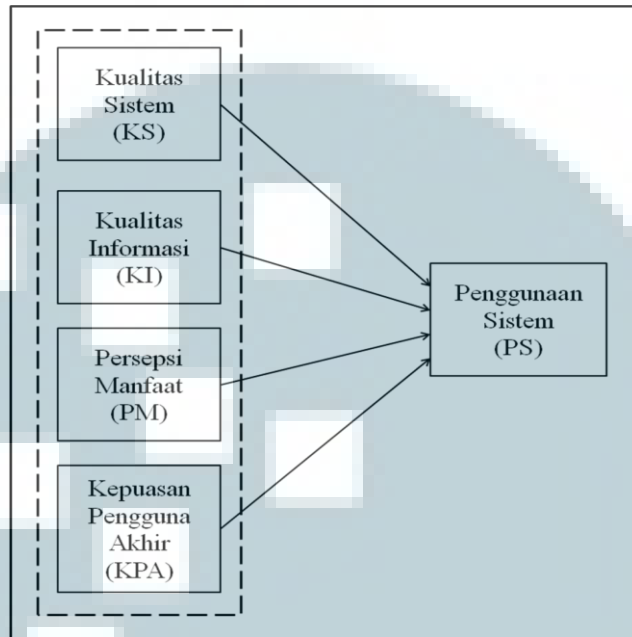 Kualitas
Sistem
(KS)
Kualitas
Informasi
(KI)
Persepsi
Manfaat
(PM)
Kepuasan
Pengguna
Akhir
(KPA)
Penggunaan
Sistem
(PS)